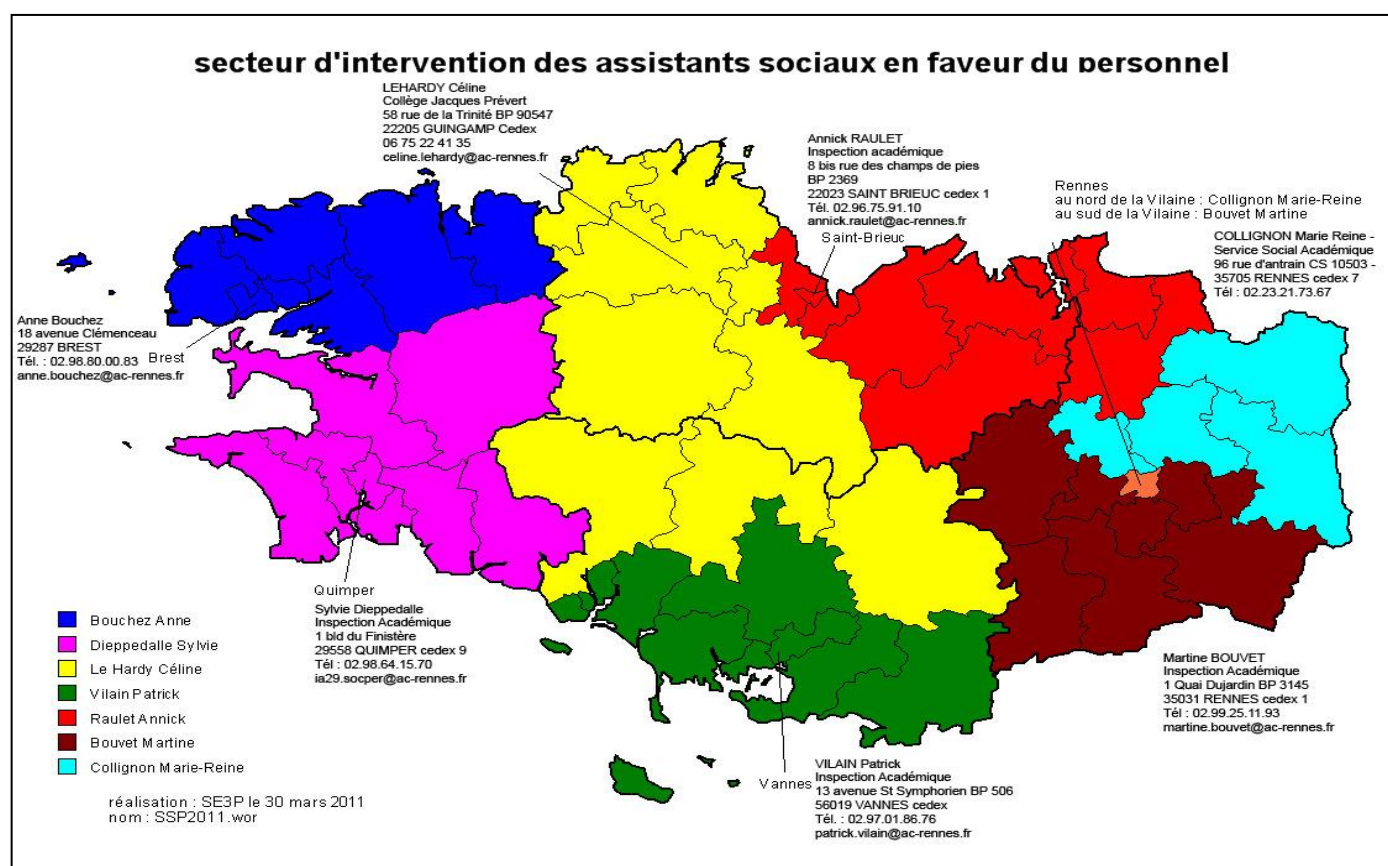 secteur d'intervention des assistants sociaux en faveur du personnel
LEHARDY Céline
Collège Jacques Prévert
58 rue de la Trinité BP 90547
22205 GUINGAMP Cedex
06 75 22 41 35
celine.lehardy@ac-rennes.fr
Annick RAULET
Inspection académique
8 bis rue des champs de pies
BP 2369
22023 SAINT BRIEUC cedex 1
Tél. 02.96.75.91.10
annick.raulet@ac-rennes.fr
Saint-Brieuc
Rennes
au nord de la Vilaine : Collignon Marie-Reine
au sud de la Vilaine : Bouvet Martine
COLLIGNON Marie Reine -
Service Social Académique
96 rue d'antrain CS 10503 -
35705 RENNES cedex 7
Tél : 02.23.21.73.67
Anne Bouchez
18 avenue Clémenceau
29287 BREST
Tél. : 02.98.80.00.83
anne.bouchez@ac-rennes.fr
Brest
Quimper
Sylvie Dieppedalle
Inspection Académique
1 bld du Finistère
29558 QUIMPER cedex 9
Tél : 02.98.64.15.70
ia29.socper@ac-rennes.fr
Bouchez Anne
Dieppedalle Sylvie
Le Hardy Céline
Vilain Patrick
Raulet Annick
Bouvet Martine
Collignon Marie-Reine
Martine BOUVET
Inspection Académique
1 Quai Dujardin BP 3145
35031 RENNES cedex 1
Tél : 02.99.25.11.93
martine.bouvet@ac-rennes.fr
Vannes
VILAIN Patrick
Inspection Académique
13 avenue St Symphorien BP 506
56019 VANNES cedex
Tél. : 02.97.01.86.76
patrick.vilain@ac-rennes.fr
réalisation : SE3P le 30 mars 2011
nom : SSP2011.wor